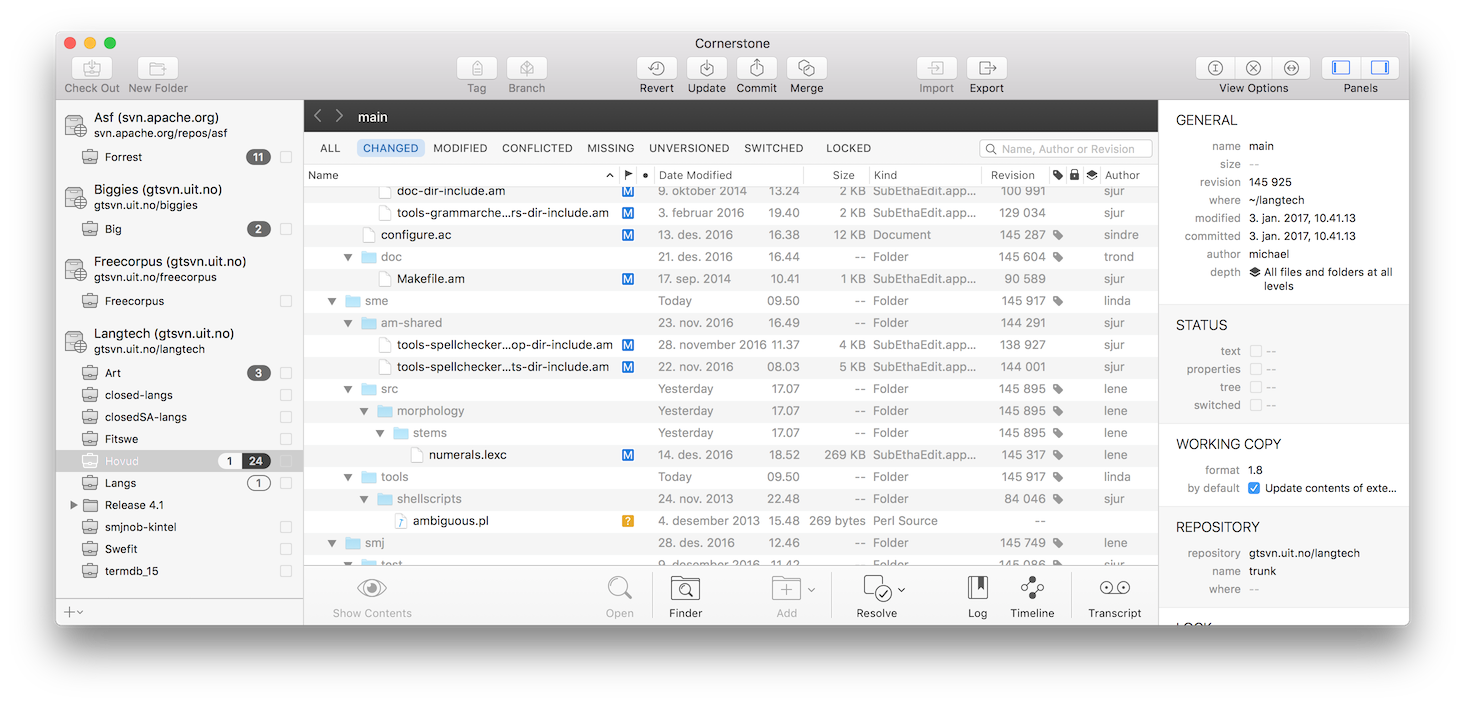 Cornerstone
Check Out New Folder Tag Branch Revert Update Commit Merge Import Export View Options Panels
Asf (svn.apache.org)
svn.apache.org/repos/asf
Forrest 11
Biggies (gtsvn.uit.no)
gtsvn.uit.no/biggies
Big 2
Freecorpus (gtsvn.uit.no)
gtsvn.uit.no/freecorpus
Freecorpus
Langtech (gtsvn.uit.no)
gtsvn.uit.no/langtech
Art 3
closed-langs
closedSA-langs
Fitswe
Hovud 1 24
Langs 1
Release 4.1
smjnob-kintel
Swefit
termdb_15
main
ALL CHANGED MODIFIED CONFLICTED MISSING UNVERSIONED SWITCHED LOCKED Name, Author or Revision
Name Date Modified Size Kind Revision Author
doc-dir-include.am M 9. oktober 2014 13.24 2 KB SubEthaEdit.app... 100 991 sjur
tools-grammarche...rs-dir-include.am M 3. februar 2016 19.40 2 KB SubEthaEdit.app... 129 034 sjur
configure.ac M 13. des. 2016 16.38 12 KB Document 145 287 sindre
doc 21. des. 2016 16.44 -- Folder 145 604 trond
Makefile.am M 17. sep. 2014 10.41 1 KB SubEthaEdit.app... 90 589 sjur
sme Today 09.50 -- Folder 145 917 linda
am-shared 23. nov. 2016 16.49 -- Folder 144 291 sjur
tools-spellchecker...op-dir-include.am M 28. november 2016 11.37 4 KB SubEthaEdit.app... 138 927 sjur
tools-spellchecker...ts-dir-include.am M 22. nov. 2016 08.03 5 KB SubEthaEdit.app... 144 001 sjur
src Yesterday 17.07 -- Folder 145 895 lene
morphology Yesterday 17.07 -- Folder 145 895 lene
stems Yesterday 17.07 -- Folder 145 895 lene
numerals.lexc M 14. des. 2016 18.52 269 KB SubEthaEdit.app... 145 317 lene
tools Today 09.50 -- Folder 145 917 linda
shellscripts 24. nov. 2013 22.48 -- Folder 84 046 sjur
ambiguous.pl ? 4. desember 2013 15.48 269 bytes Perl Source --
smj 28. des. 2016 12.46 -- Folder 145 749 lene
test 9. desember 2016 11.42 -- Folder 145 086 sjur
Show Contents Open Finder Add Resolve Log Timeline Transcript
GENERAL
name main
size --
revision 145 925
where ~/langtech
modified 3. jan. 2017, 10.41.13
committed 3. jan. 2017, 10.41.13
author michael
depth All files and folders at all
levels
STATUS
text --
properties --
tree --
switched --
WORKING COPY
format 1.8
by default Update contents of exte...
REPOSITORY
repository gtsvn.uit.no/langtech
name trunk
where --
LOCK